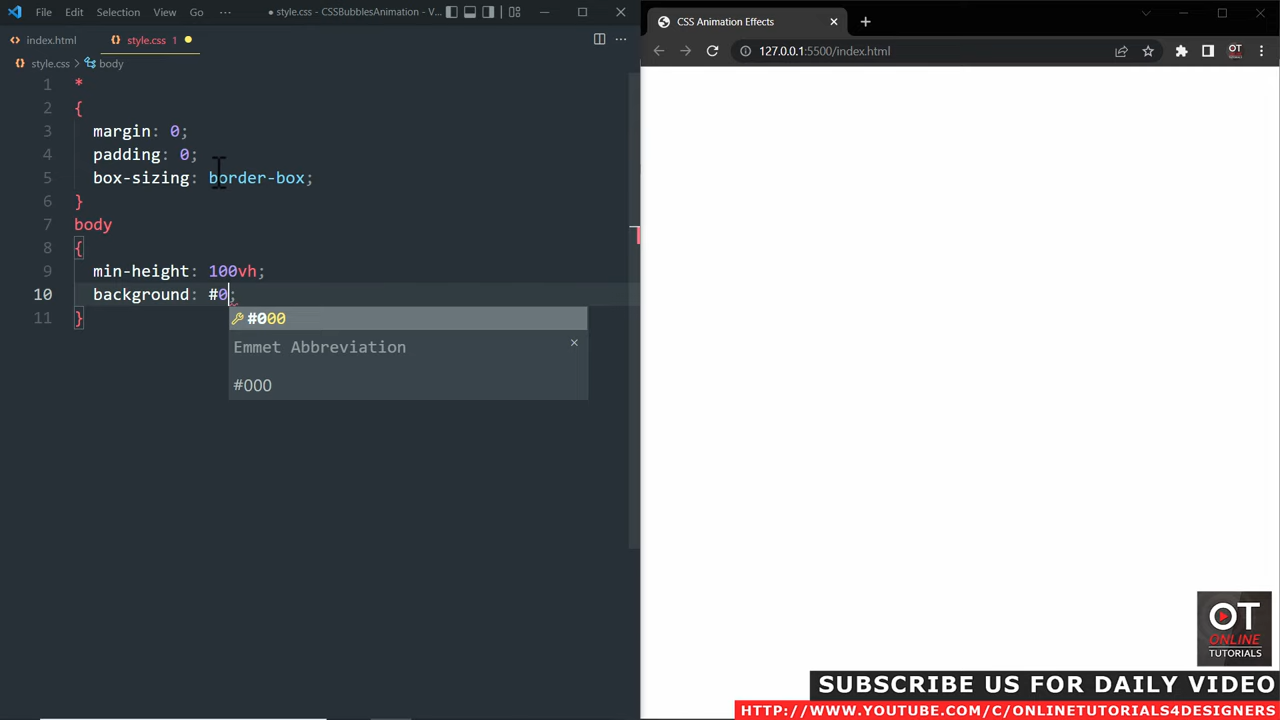 File Edit Selection View Go ··· ● style.css - CSSBubblesAnimation - V...
index.html style.css 1 ●
style.css > body
1 *
2 {
3 margin: 0;
4 padding: 0;
5 box-sizing: border-box;
6 }
7 body
8 {
9 min-height: 100vh;
10 background: #0;
11 }
#000
Emmet Abbreviation
#000
CSS Animation Effects
127.0.0.1:5500/index.html
OT
OT
ONLINE
TUTORIALS
SUBSCRIBE US FOR DAILY VIDEO
HTTP://WWW.YOUTUBE.COM/C/ONLINETUTORIALS4DESIGNERS